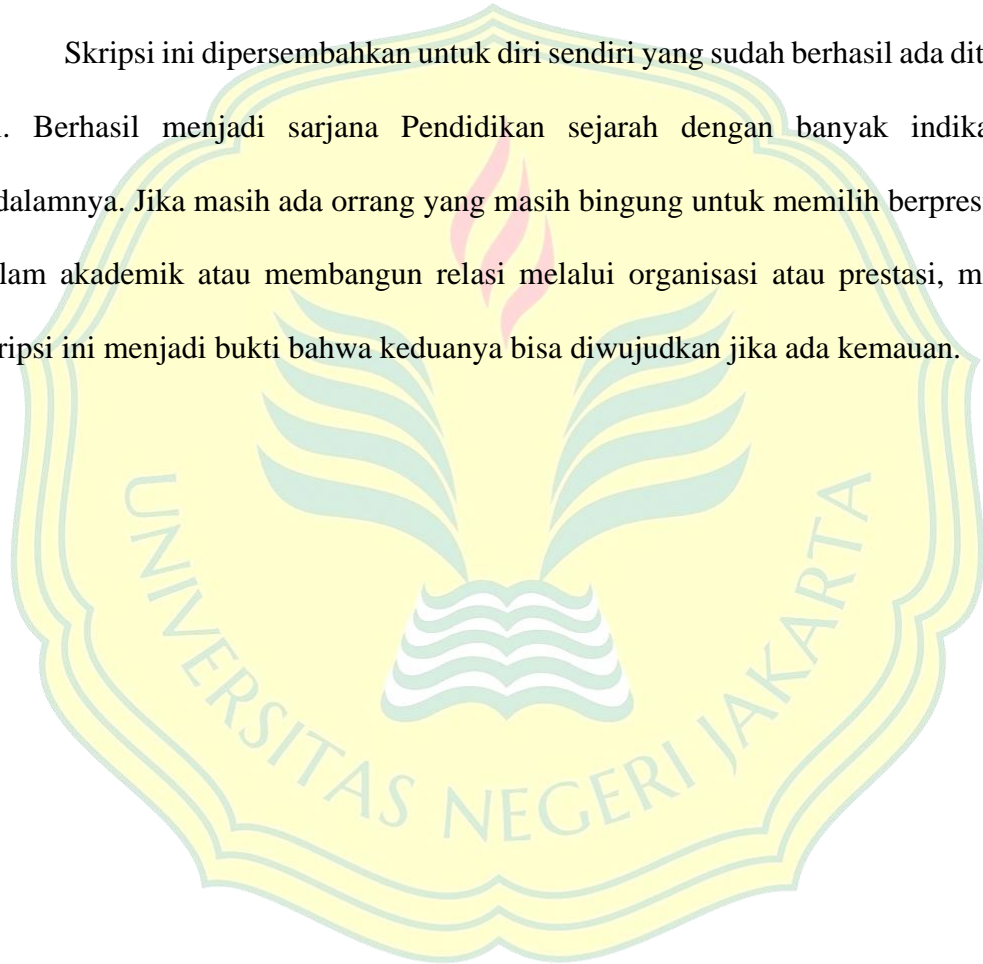 Skripsi ini dipersembahkan untuk diri sendiri yang sudah berhasil ada dit
. Berhasil menjadi sarjana Pendidikan sejarah dengan banyak indika
dalamnya. Jika masih ada orrang yang masih bingung untuk memilih berpres
lam akademik atau membangun relasi melalui organisasi atau prestasi, m
ripsi ini menjadi bukti bahwa keduanya bisa diwujudkan jika ada kemauan.
UNIVERSITAS NEGERI JAKARTA